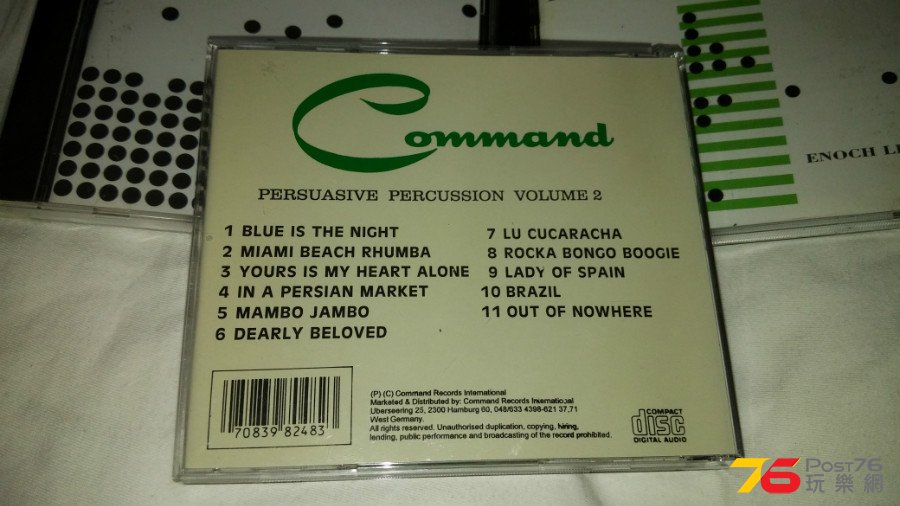 Command
PERSUASIVE PERCUSSION VOLUME 2
1 BLUE IS THE NIGHT
2 MIAMI BEACH RHUMBA
3 YOURS IS MY HEART ALONE
4 IN A PERSIAN MARKET
5 MAMBO JAMBO
6 DEARLY BELOVED
7 LU CUCARACHA
8 ROCKA BONGO BOOGIE
9 LADY OF SPAIN
10 BRAZIL
11 OUT OF NOWHERE
70839 82483
(P) (C) Command Records International
Marketed & Distributed by: Command Records International
Uberseering 25, 2300 Hamburg 60, 048/633 4398-621 37,71
West Germany.
All rights reserved. Unauthorised duplication, copying, hiring,
lending, public performance and broadcasting of the record prohibited.
COMPACT
disc
DIGITAL AUDIO
ENOCH
76 Post76
玩樂網